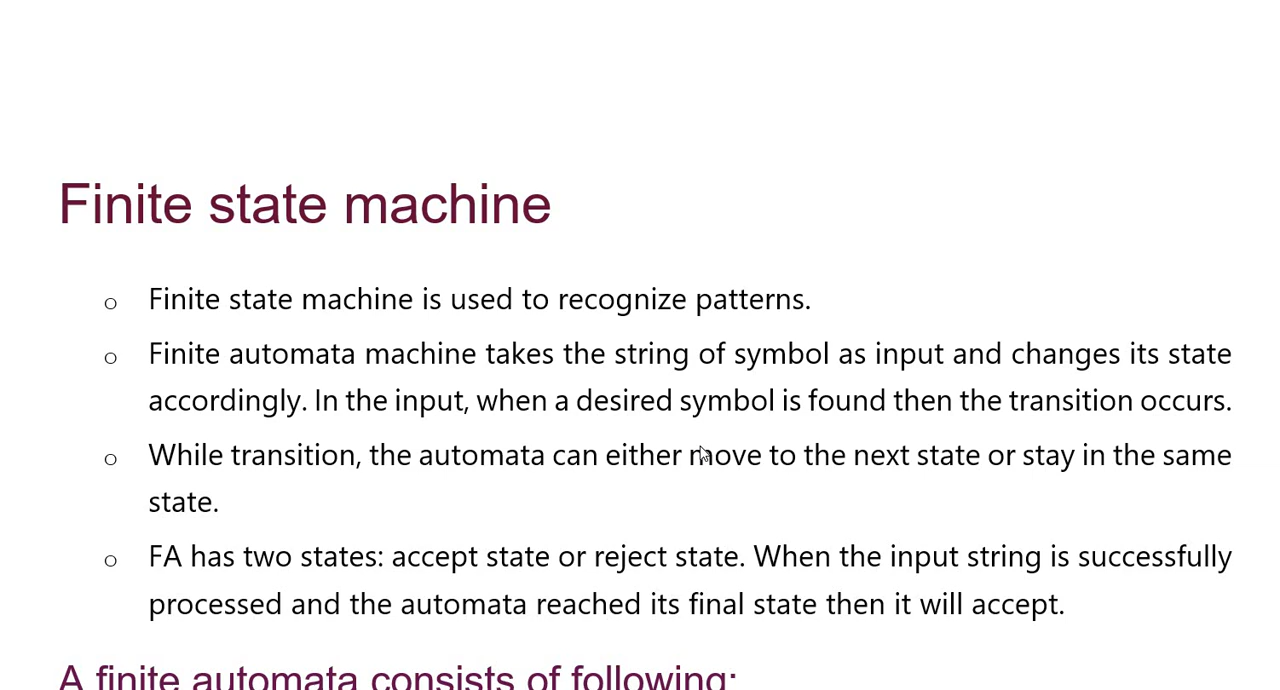 Finite state machine
o Finite state machine is used to recognize patterns.
o Finite automata machine takes the string of symbol as input and changes its state
accordingly. In the input, when a desired symbol is found then the transition occurs.
o While transition, the automata can either move to the next state or stay in the same
state.
o FA has two states: accept state or reject state. When the input string is successfully
processed and the automata reached its final state then it will accept.
A finite automata consists of following: